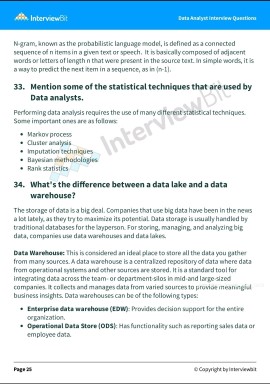 InterviewBit
Data Analyst Interview Questions
N-gram, known as the probabilistic language model, is defined as a connected
sequence of n items in a given text or speech. It is basically composed of adjacent
words or letters of length n that were present in the source text. In simple words, it is
a way to predict the next item in a sequence, as in (n-1).
33. Mention some of the statistical techniques that are used by
Data analysts.
Performing data analysis requires the use of many different statistical techniques.
Some important ones are as follows:
Markov process
Cluster analysis
Imputation techniques
Bayesian methodologies
Rank statistics
34. What's the difference between a data lake and a data
warehouse?
The storage of data is a big deal. Companies that use big data have been in the news
a lot lately, as they try to maximize its potential. Data storage is usually handled by
traditional databases for the layperson. For storing, managing, and analyzing big
data, companies use data warehouses and data lakes.
Data Warehouse: This is considered an ideal place to store all the data you gather
from many sources. A data warehouse is a centralized repository of data where data
from operational systems and other sources are stored. It is a standard tool for
integrating data across the team- or department-silos in mid-and large-sized
companies. It collects and manages data from varied sources to provide meaningful
business insights. Data warehouses can be of the following types:
Enterprise data warehouse (EDW): Provides decision support for the entire
organization.
Operational Data Store (ODS): Has functionality such as reporting sales data or
employee data.
Page 25
© Copyright by Interviewbit
InterviewBit